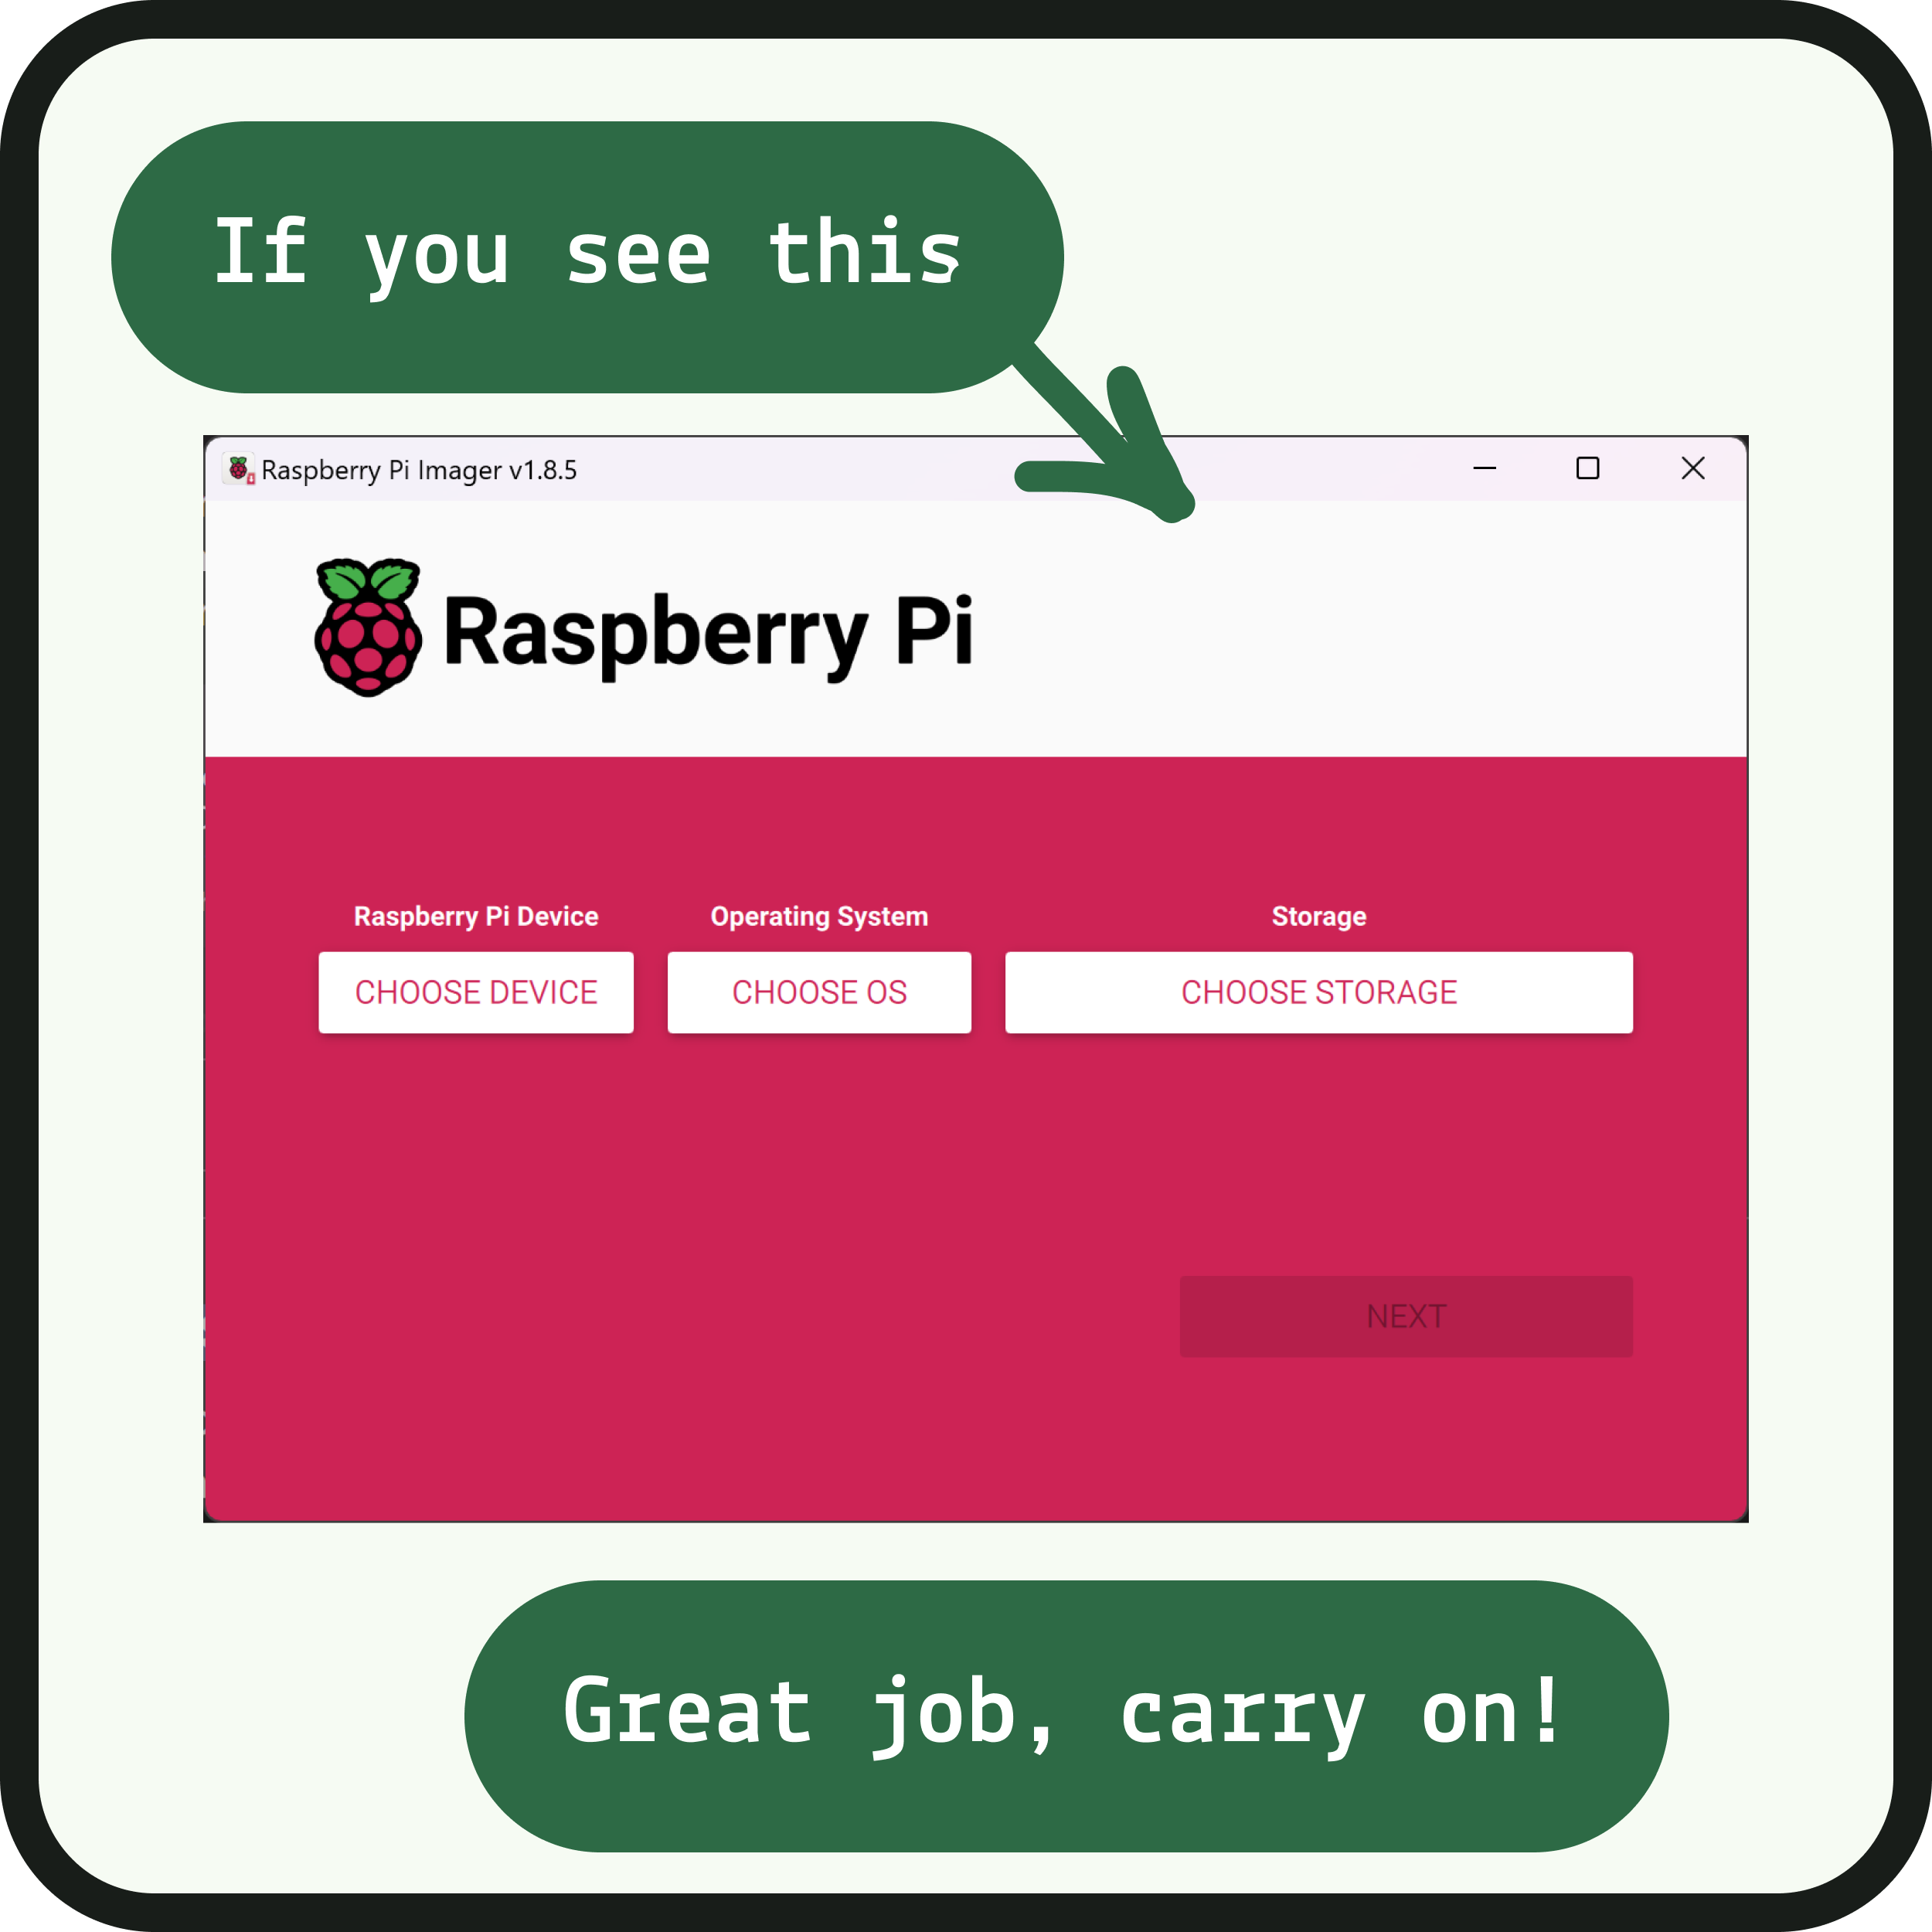 If you see this
Raspberry Pi Imager v1.8.5
Raspberry Pi
Raspberry Pi Device
Operating System
Storage
CHOOSE DEVICE
CHOOSE OS
CHOOSE STORAGE
NEXT
Great job, carry on!